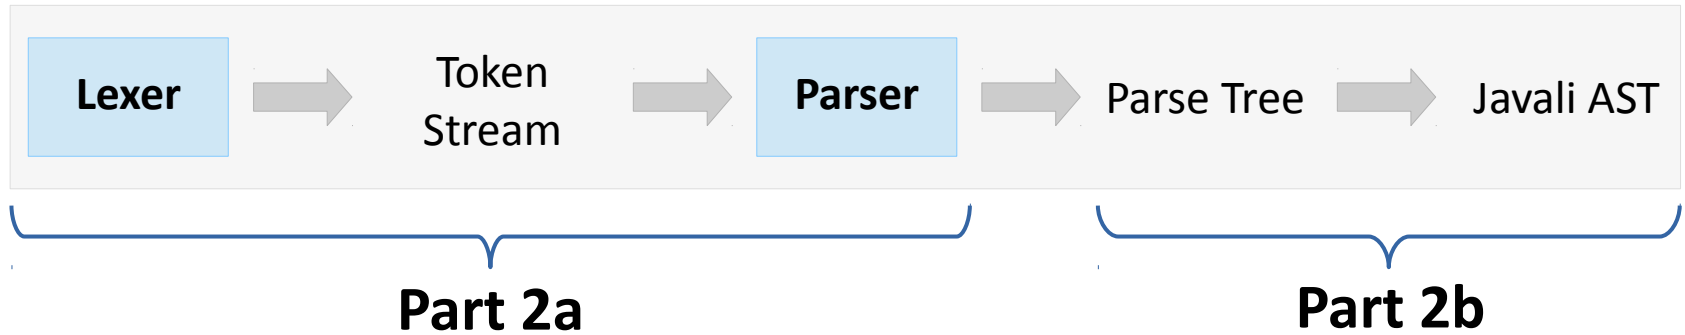 Lexer
Token
Stream
Parser
Parse Tree
Javali AST
Part 2a
Part 2b